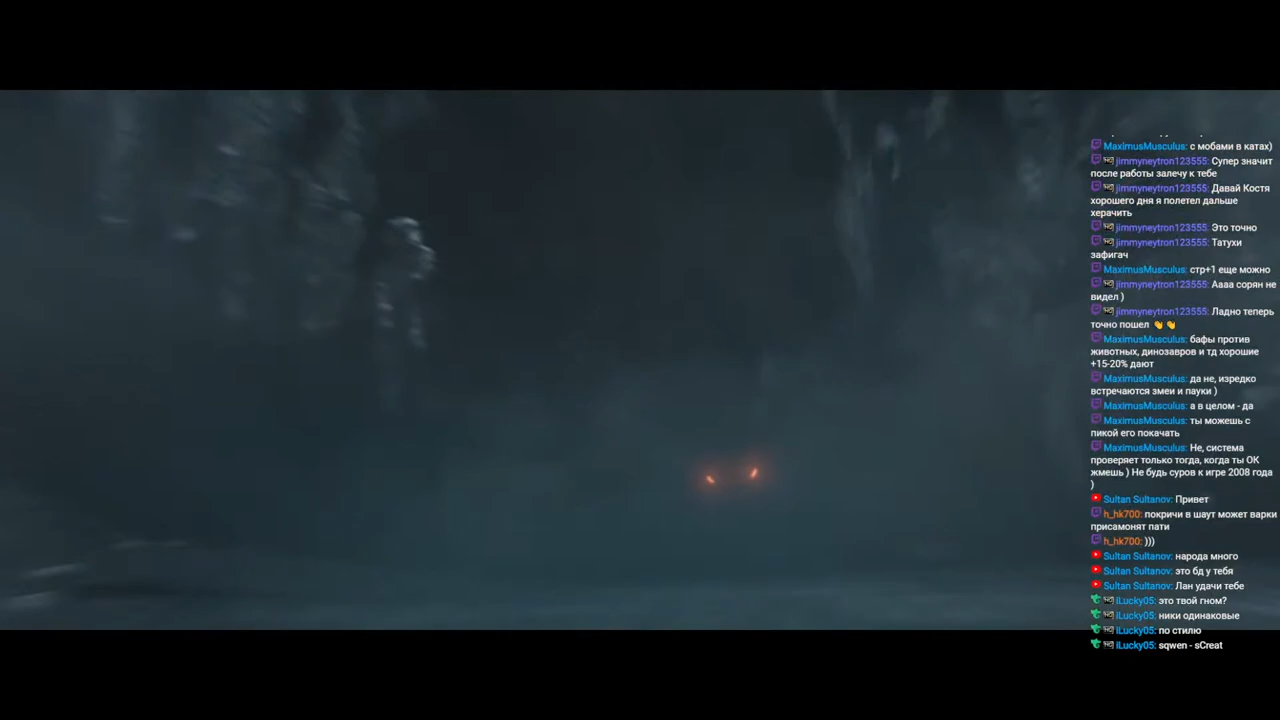 MaximusMusculus: с мобами в катах)
jimmyneytron123555: Супер значит
после работы залечу к тебе
jimmyneytron123555: Давай Костя
хорошего дня я полетел дальше
херачить
jimmyneytron123555: Это точно
jimmyneytron123555: Татухи
зафигач
MaximusMusculus: стр+1 еще можно
jimmyneytron123555: Аааа сорян не
видел )
jimmyneytron123555: Ладно теперь
точно пошел 👏 👏
MaximusMusculus: бафы против
животных, динозавров и тд хорошие
+15-20% дают
MaximusMusculus: да не, изредко
встречаются змеи и пауки )
MaximusMusculus: а в целом - да
MaximusMusculus: ты можешь с
пикой его покачать
MaximusMusculus: Не, система
проверяет только тогда, когда ты ОК
жмешь ) Не будь суров к игре 2008 года
)
Sultan Sultanov: Привет
h_hk700: покричи в шаут может варки
присамонят пати
h_hk700: )))
Sultan Sultanov: народа много
Sultan Sultanov: это бд у тебя
Sultan Sultanov: Лан удачи тебе
iLucky05: это твой гном?
iLucky05: ники одинаковые
iLucky05: по стилю
iLucky05: sqwen - sCreat